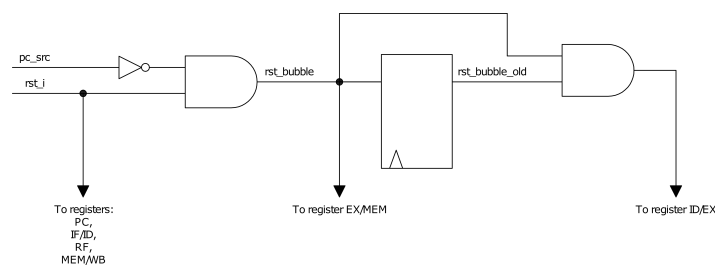 pc_src
rst_i
rst_bubble
rst_bubble_old
To registers:
PC,
IF/ID,
RF,
MEM/WB
To register EX/MEM
To register ID/EX